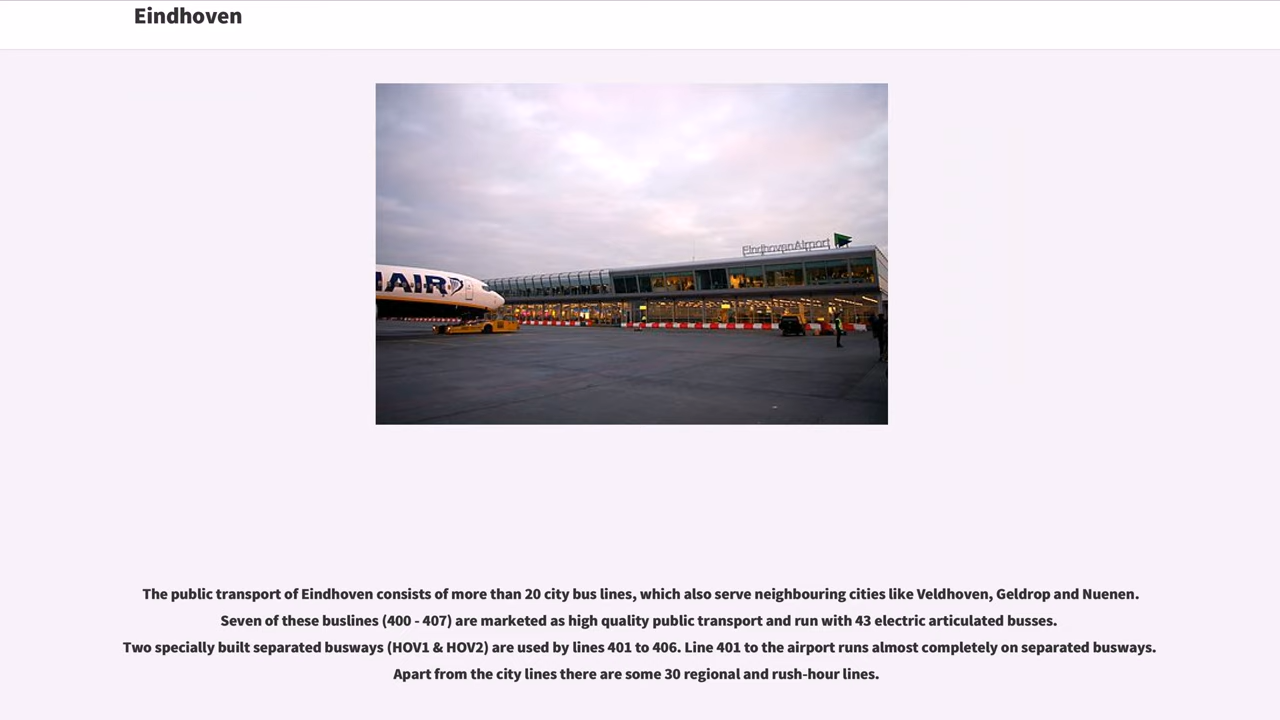 Eindhoven
Eindhoven Airport
NAIR
The public transport of Eindhoven consists of more than 20 city bus lines, which also serve neighbouring cities like Veldhoven, Geldrop and Nuenen.
Seven of these buslines (400 - 407) are marketed as high quality public transport and run with 43 electric articulated busses.
Two specially built separated busways (HOV1 & HOV2) are used by lines 401 to 406. Line 401 to the airport runs almost completely on separated busways.
Apart from the city lines there are some 30 regional and rush-hour lines.